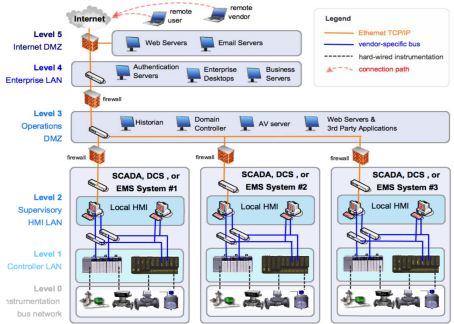 remote
vendor
Internet
remote
user
Level 5
Internet DMZ
Web Servers
Email Servers
Level 4
Enterprise LAN
Authentication
Servers
Enterprise
Desktops
Business
Servers
firewall
Level 3
Operations
DMZ
Historian
Domain
Controller
AV server
Web Servers &
3rd Party Applications
firewall
firewall
firewall
SCADA, DCS , or
EMS System #1
SCADA, DCS , or
EMS System #2
SCADA, DCS , or
EMS System #3
Level 2
Supervisory
HMI LAN
Local HMI
Local HMI
Local HMI
Level 1
Controller LAN
Level 0
nstrumentation
bus network
Legend
Ethernet TCP/IP
vendor-specific bus
hard-wired instrumentation
connection path